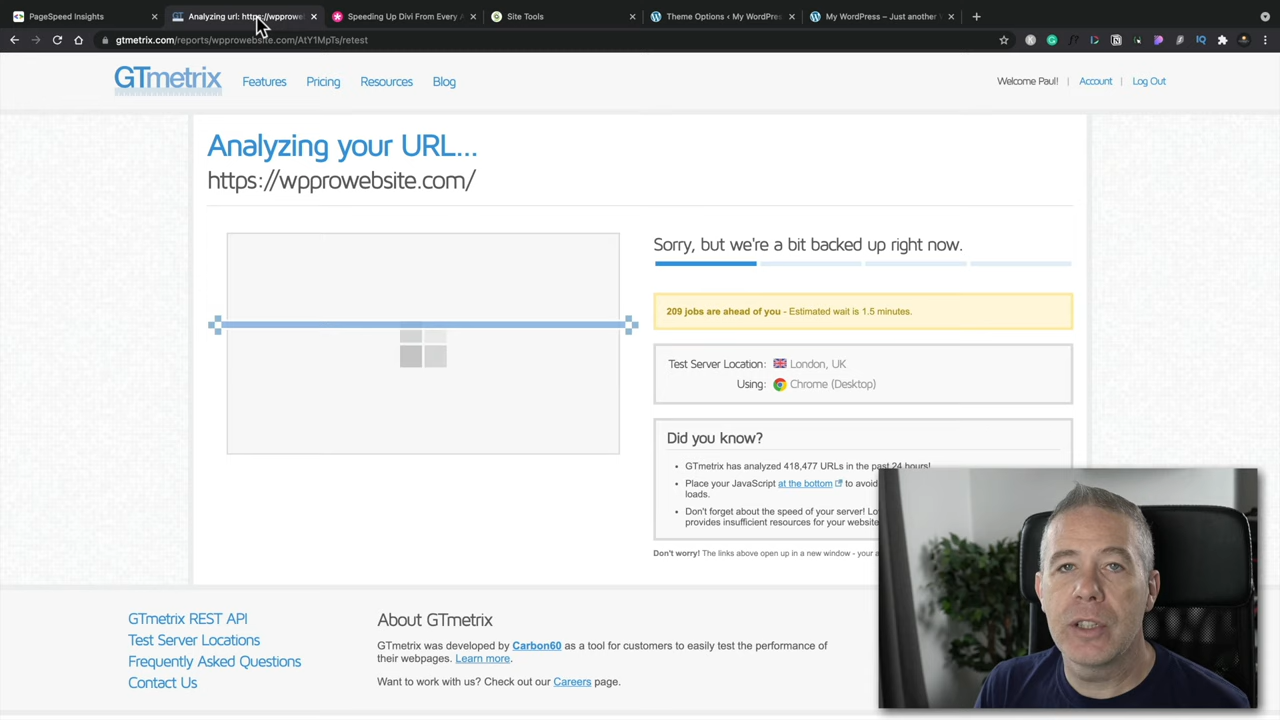 PageSpeed Insights
Analyzing url: https://wpprowe
Speeding Up Divi From Every A
Site Tools
Theme Options ‹ My WordPres
My WordPress – Just another
gtmetrix.com/reports/wpprowebsite.com/AtY1MpTs/retest
GTmetrix
Features
Pricing
Resources
Blog
Welcome Paul!
Account
Log Out
Analyzing your URL...
https://wpprowebsite.com/
Sorry, but we're a bit backed up right now.
209 jobs are ahead of you - Estimated wait is 1.5 minutes.
Test Server Location: London, UK
Using: Chrome (Desktop)
Did you know?
GTmetrix has analyzed 418,477 URLs in the past 24 hours!
Place your JavaScript at the bottom to avoid
loads.
Don't forget about the speed of your server! Lo
provides insufficient resources for your website
Don't worry! The links above open up in a new window - your a
GTmetrix REST API
Test Server Locations
Frequently Asked Questions
Contact Us
About GTmetrix
GTmetrix was developed by Carbon60 as a tool for customers to easily test the performance of
their webpages. Learn more.
Want to work with us? Check out our Careers page.